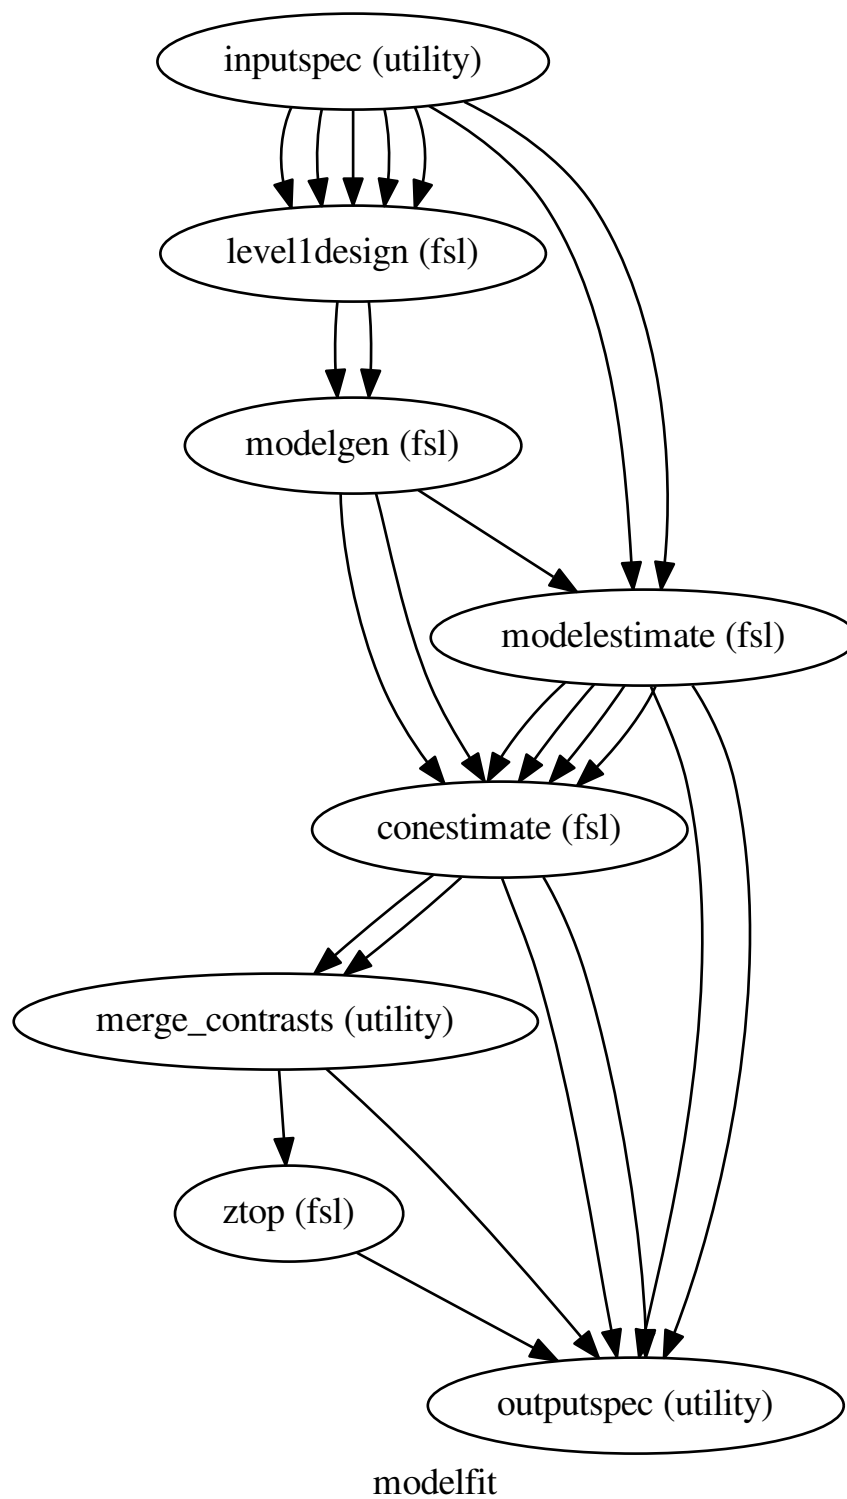 inputspec (utility)
level1design (fsl)
modelgen (fsl)
modelestimate (fsl)
conestimate (fsl)
merge_contrasts (utility)
ztop (fsl)
outputspec (utility)
modelfit